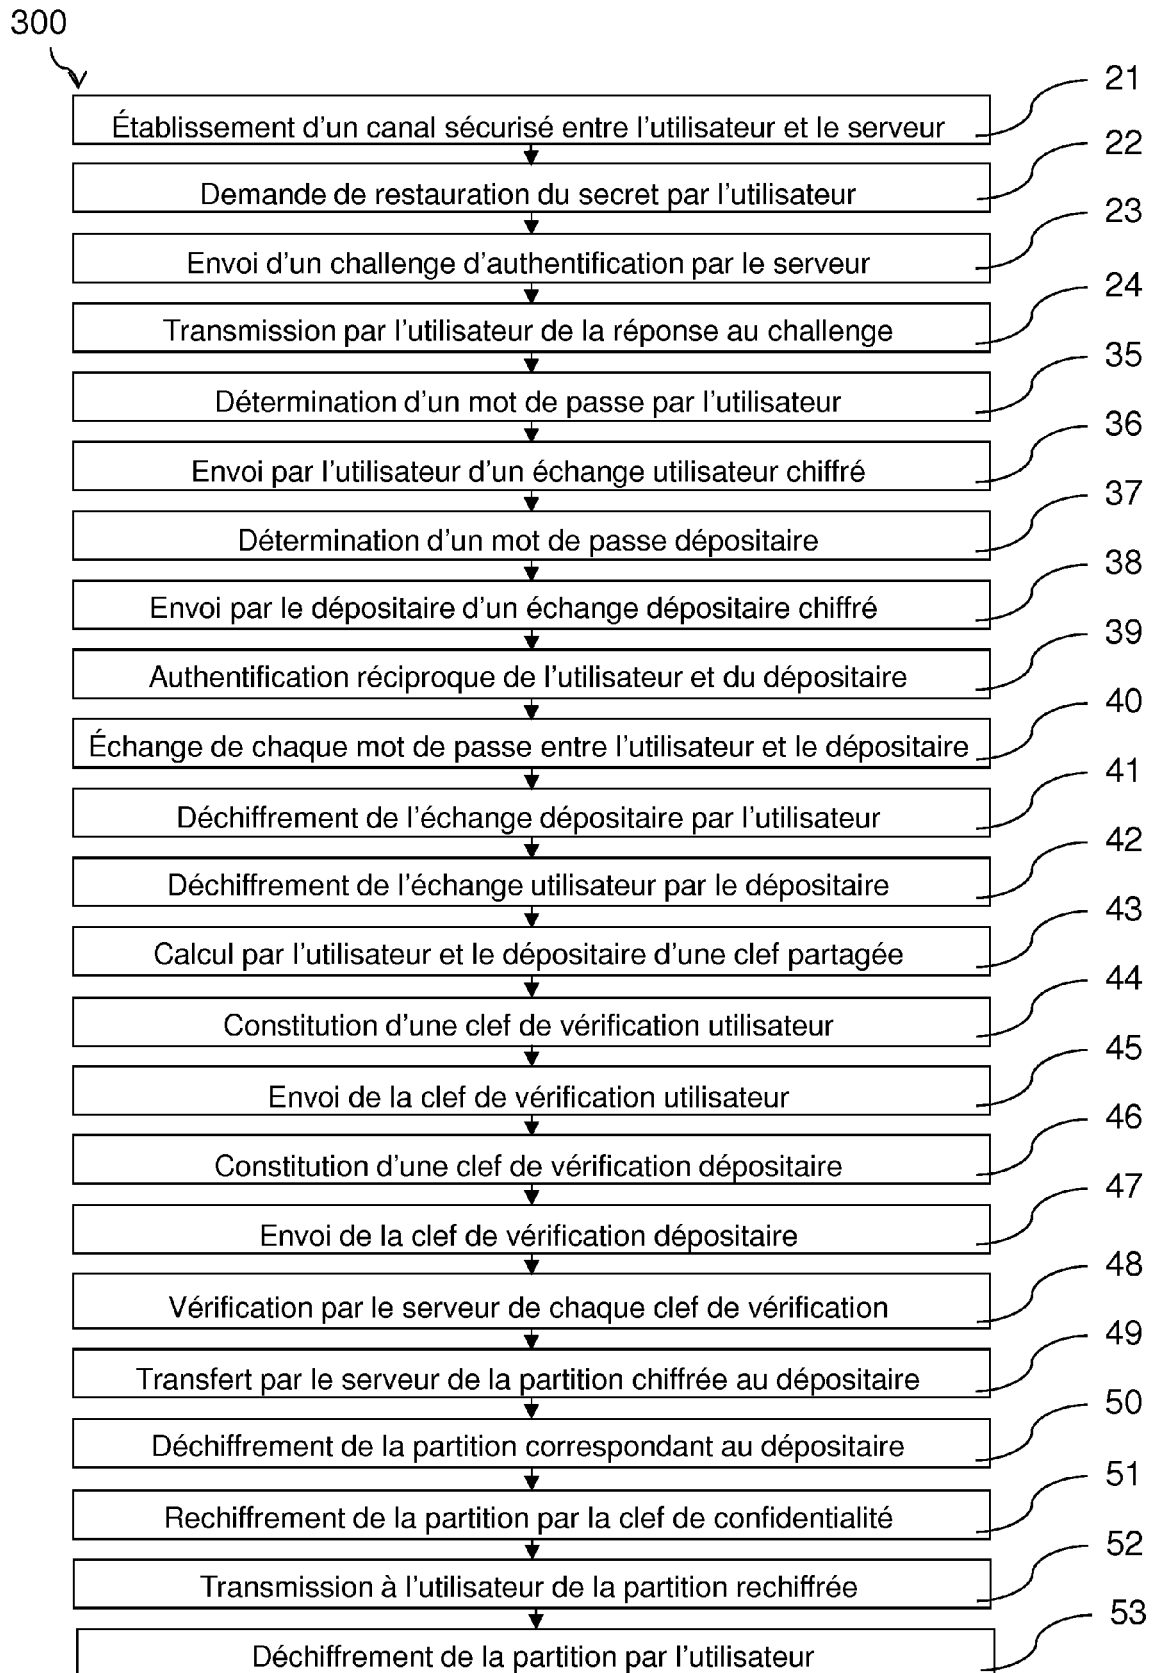 300
Établissement d'un canal sécurisé entre l'utilisateur et le serveur 21
Demande de restauration du secret par l'utilisateur 22
Envoi d'un challenge d'authentification par le serveur 23
Transmission par l'utilisateur de la réponse au challenge 24
Détermination d'un mot de passe par l'utilisateur 35
Envoi par l'utilisateur d'un échange utilisateur chiffré 36
Détermination d'un mot de passe dépositaire 37
Envoi par le dépositaire d'un échange dépositaire chiffré 38
Authentification réciproque de l'utilisateur et du dépositaire 39
Échange de chaque mot de passe entre l'utilisateur et le dépositaire 40
Déchiffrement de l'échange dépositaire par l'utilisateur 41
Déchiffrement de l'échange utilisateur par le dépositaire 42
Calcul par l'utilisateur et le dépositaire d'une clef partagée 43
Constitution d'une clef de vérification utilisateur 44
Envoi de la clef de vérification utilisateur 45
Constitution d'une clef de vérification dépositaire 46
Envoi de la clef de vérification dépositaire 47
Vérification par le serveur de chaque clef de vérification 48
Transfert par le serveur de la partition chiffrée au dépositaire 49
Déchiffrement de la partition correspondant au dépositaire 50
Rechiffrement de la partition par la clef de confidentialité 51
Transmission à l'utilisateur de la partition rechiffrée 52
Déchiffrement de la partition par l'utilisateur 53